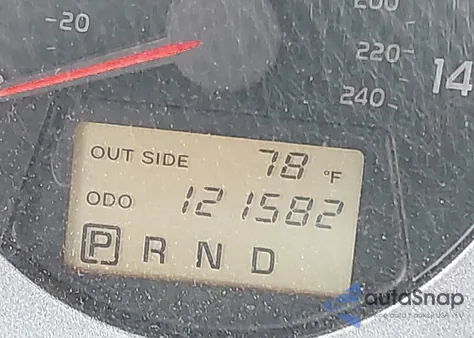 -20
200
220-
14
240-
OUT SIDE 78 °F
ODO 121582
P R N D
autoSnap